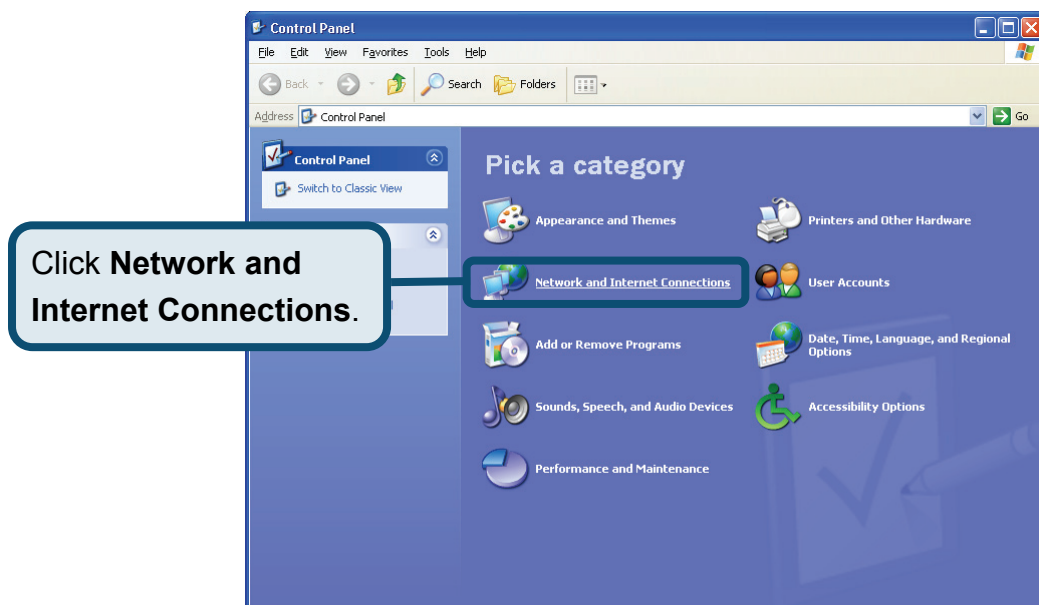 Control Panel
File Edit View Favorites Tools Help
Back Search Folders
Address Control Panel Go
Control Panel
Switch to Classic View
Pick a category
Appearance and Themes
Printers and Other Hardware
Click Network and
Internet Connections.
Network and Internet Connections
User Accounts
Add or Remove Programs
Date, Time, Language, and Regional
Options
Sounds, Speech, and Audio Devices
Accessibility Options
Performance and Maintenance